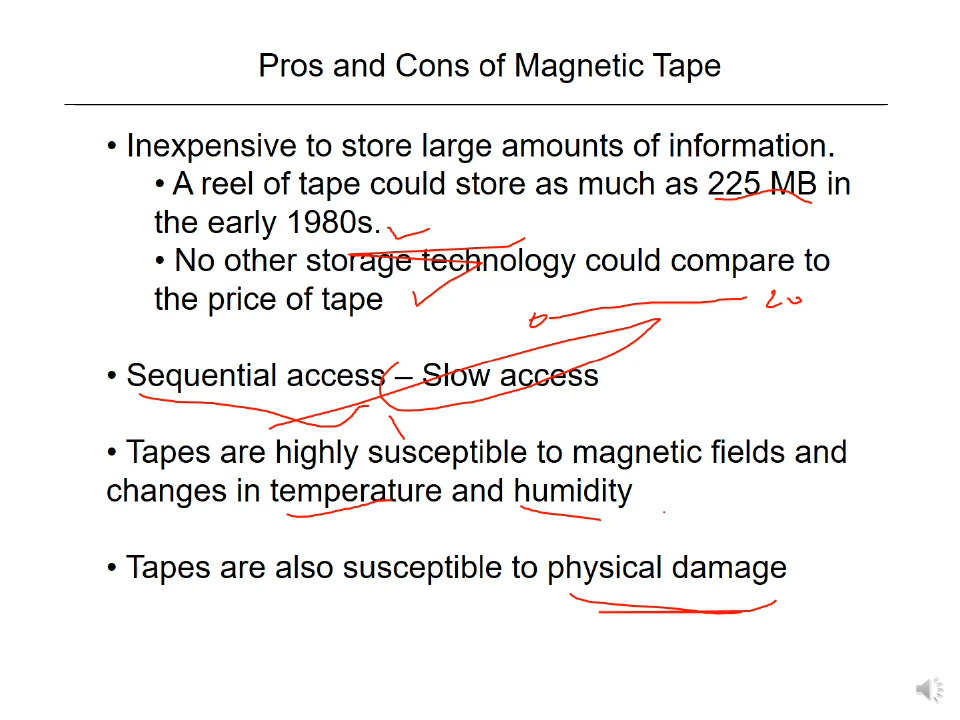 Pros and Cons of Magnetic Tape
• Inexpensive to store large amounts of information.
• A reel of tape could store as much as 225 MB in
the early 1980s.
• No other storage technology could compare to
the price of tape
0 20
• Sequential access – Slow access
• Tapes are highly susceptible to magnetic fields and
changes in temperature and humidity
• Tapes are also susceptible to physical damage